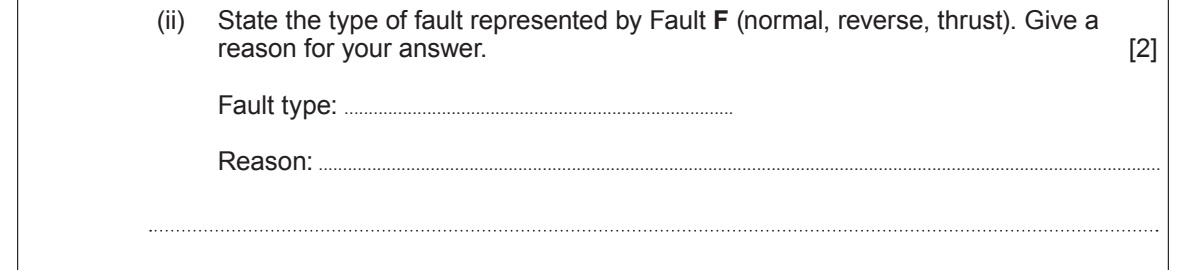 (ii) State the type of fault represented by Fault F (normal, reverse, thrust). Give a
reason for your answer. [2]
Fault type: ................................................................................
Reason: ................................................................................
................................................................................